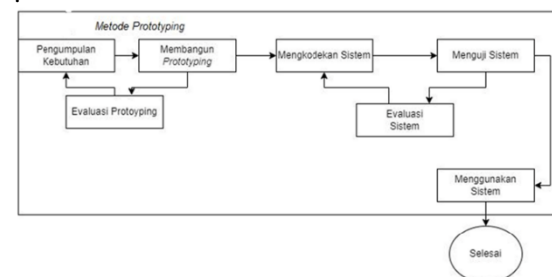 Metode Prototyping
Pengumpulan
Kebutuhan
Membangun
Prototyping
Mengkodekan Sistem
Menguji Sistem
Evaluasi Protoyping
Evaluasi
Sistem
Menggunakan
Sistem
Selesai